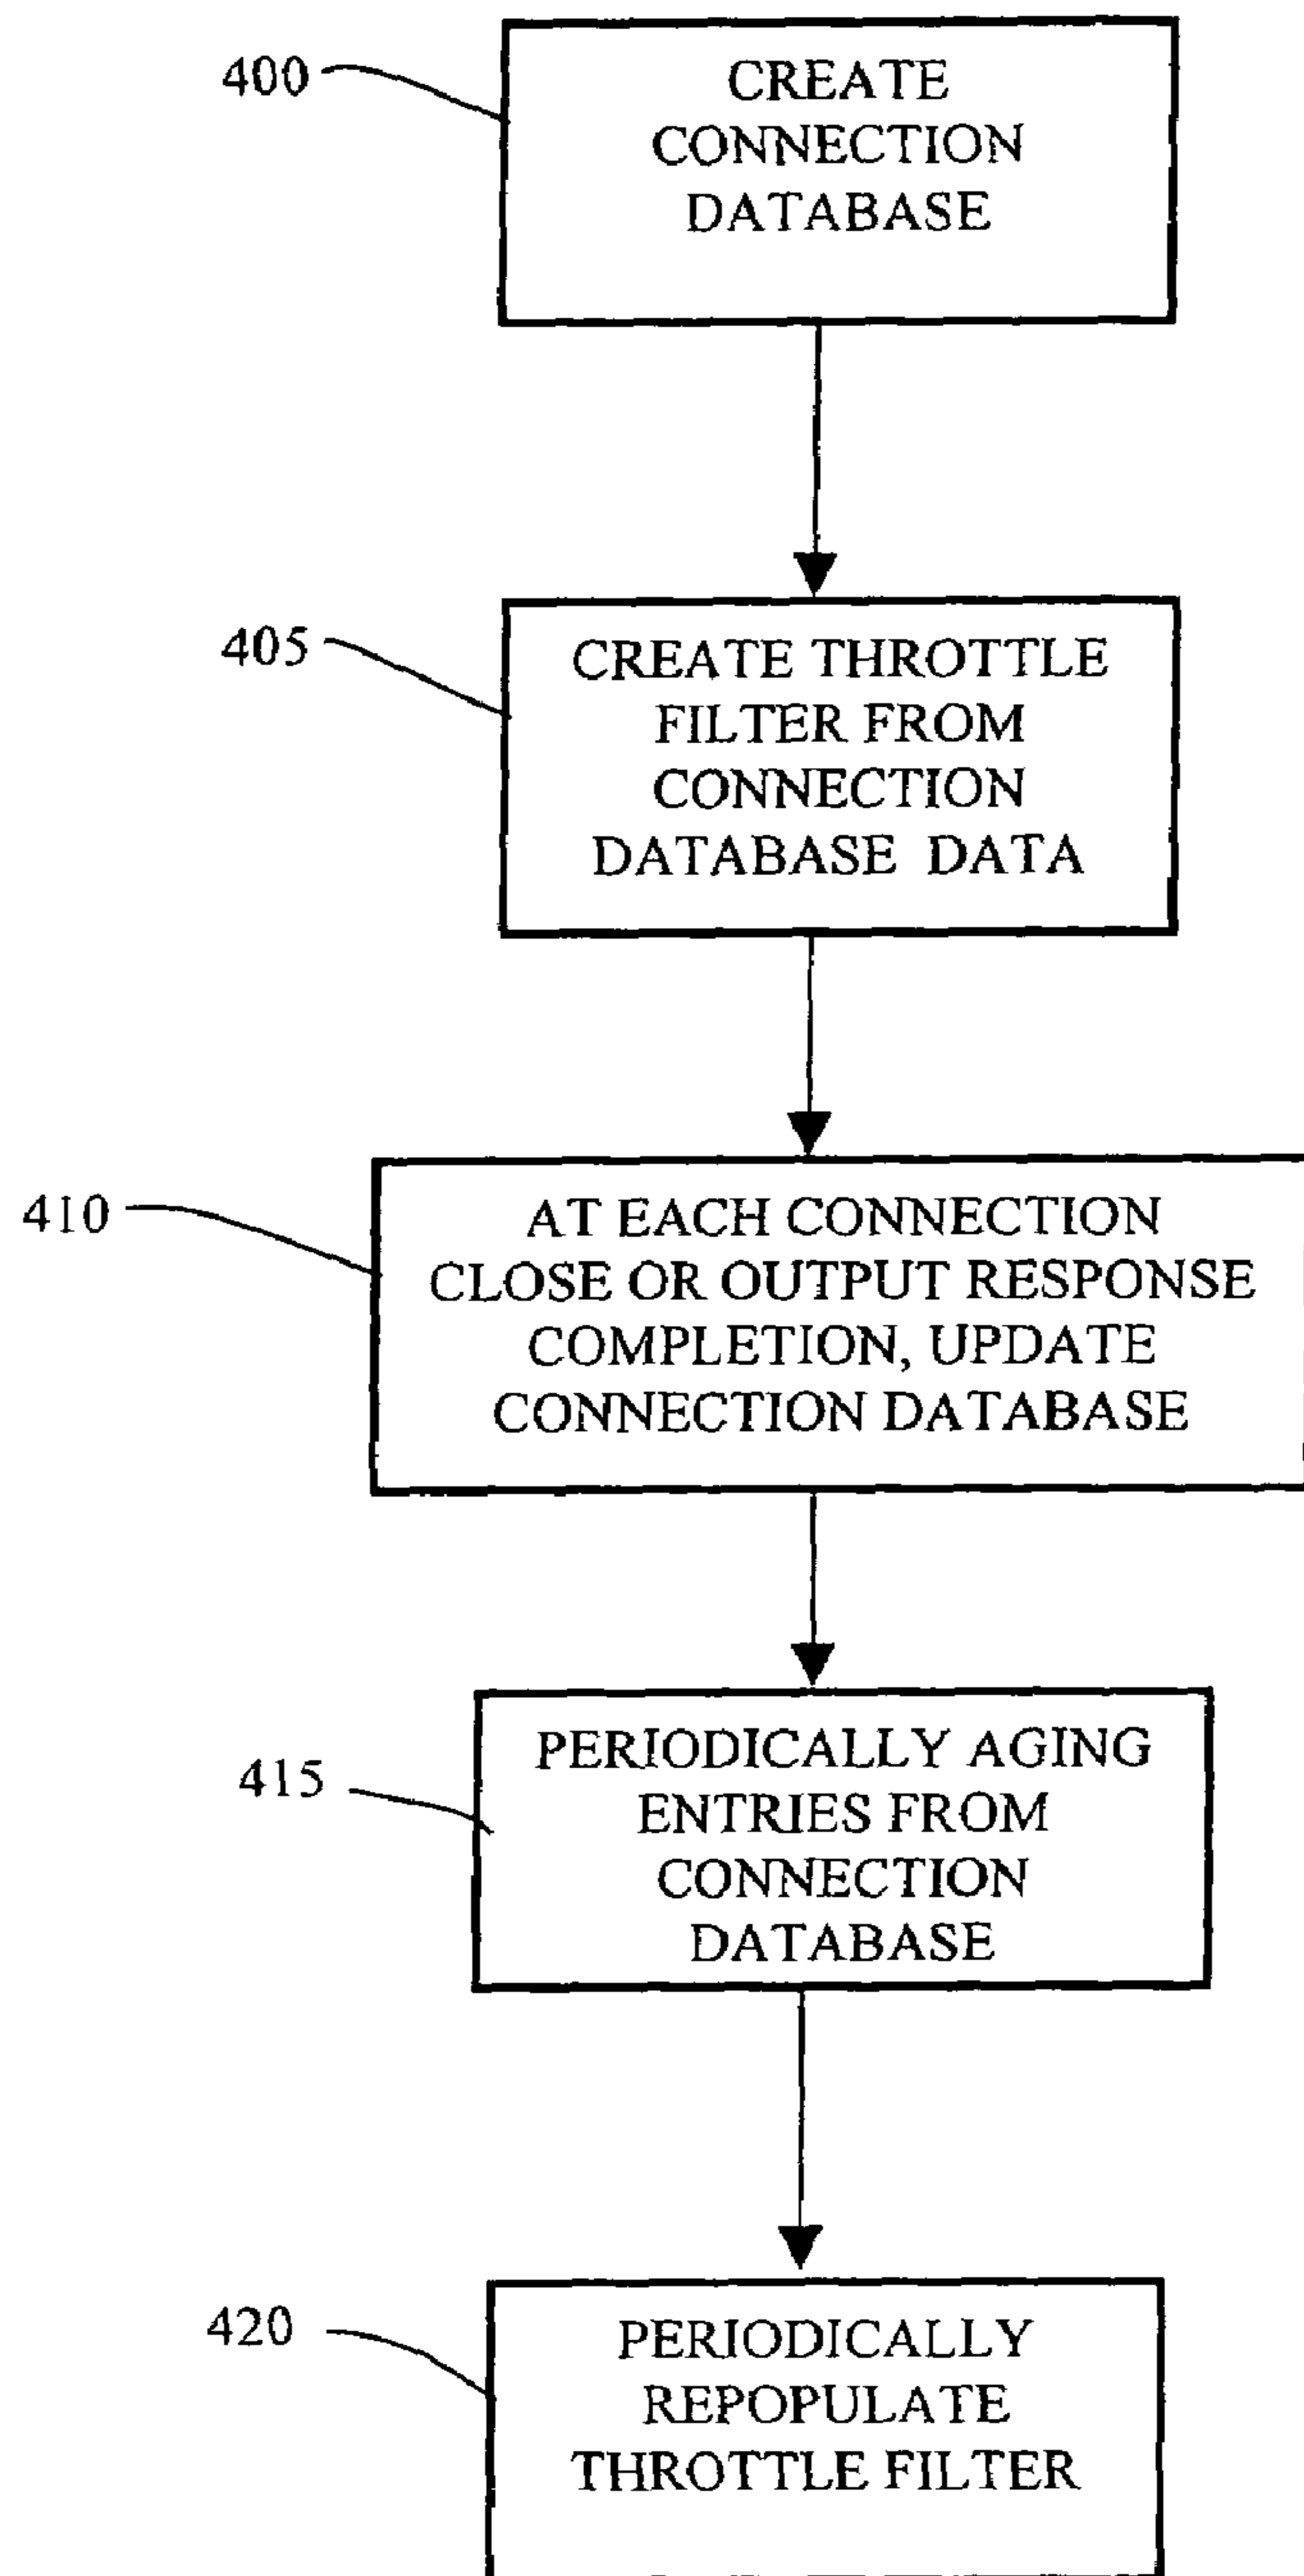 400
CREATE
CONNECTION
DATABASE
405
CREATE THROTTLE
FILTER FROM
CONNECTION
DATABASE DATA
410
AT EACH CONNECTION
CLOSE OR OUTPUT RESPONSE
COMPLETION, UPDATE
CONNECTION DATABASE
415
PERIODICALLY AGING
ENTRIES FROM
CONNECTION
DATABASE
420
PERIODICALLY
REPOPULATE
THROTTLE FILTER